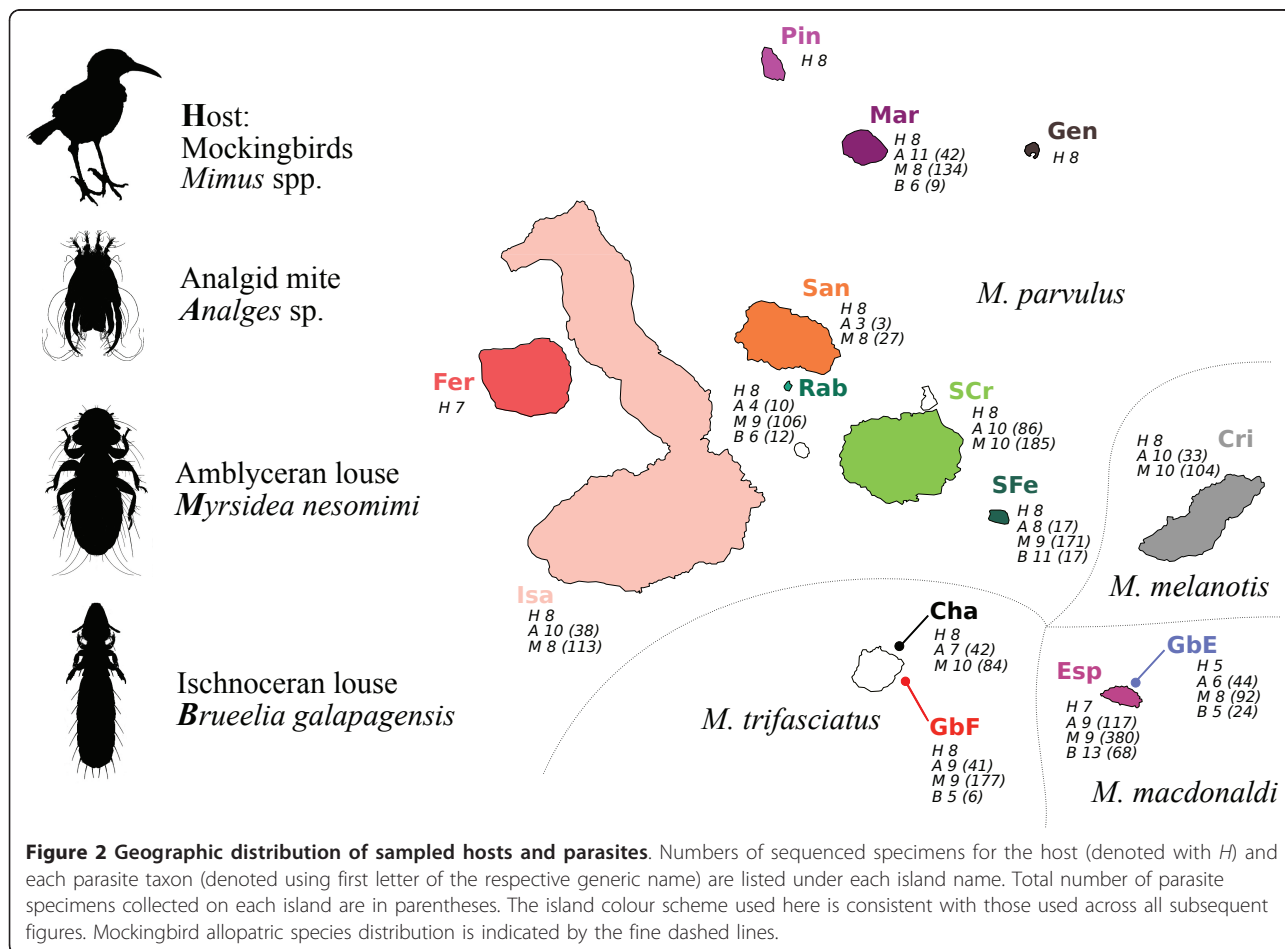 Host:
Mockingbirds
Mimus spp.
Analgid mite
Analges sp.
Amblyceran louse
Myrsidea nesomimi
Ischnoceran louse
Brueelia galapagensis
Pin
H 8
Mar
H 8
A 11 (42)
M 8 (134)
B 6 (9)
Gen
H 8
San
H 8
A 3 (3)
M 8 (27)
M. parvulus
Fer
H 7
Rab
H 8
A 4 (10)
M 9 (106)
B 6 (12)
SCr
H 8
A 10 (86)
M 10 (185)
SFe
H 8
A 8 (17)
M 9 (171)
B 11 (17)
Cri
H 8
A 10 (33)
M 10 (104)
M. melanotis
Isa
H 8
A 10 (38)
M 8 (113)
Cha
H 8
A 7 (42)
M 10 (84)
GbF
H 8
A 9 (41)
M 9 (177)
B 5 (6)
M. trifasciatus
Esp
H 7
A 9 (117)
M 9 (380)
B 13 (68)
GbE
H 5
A 6 (44)
M 8 (92)
B 5 (24)
M. macdonaldi
Figure 2 Geographic distribution of sampled hosts and parasites. Numbers of sequenced specimens for the host (denoted with H) and
each parasite taxon (denoted using first letter of the respective generic name) are listed under each island name. Total number of parasite
specimens collected on each island are in parentheses. The island colour scheme used here is consistent with those used across all subsequent
figures. Mockingbird allopatric species distribution is indicated by the fine dashed lines.